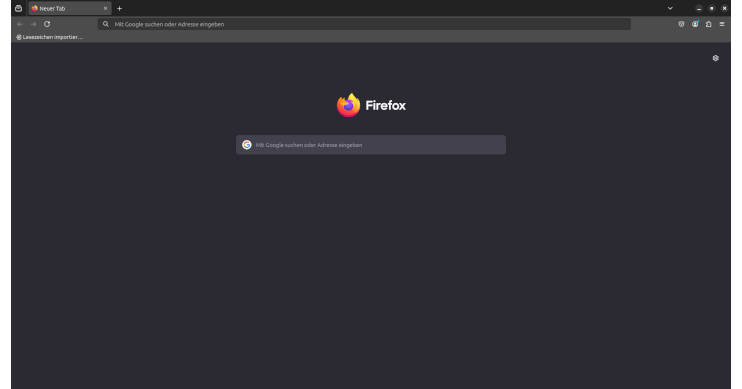 Neuer Tab
Mit Google suchen oder Adresse eingeben
Lesezeichen importier…
Firefox
Mit Google suchen oder Adresse eingeben